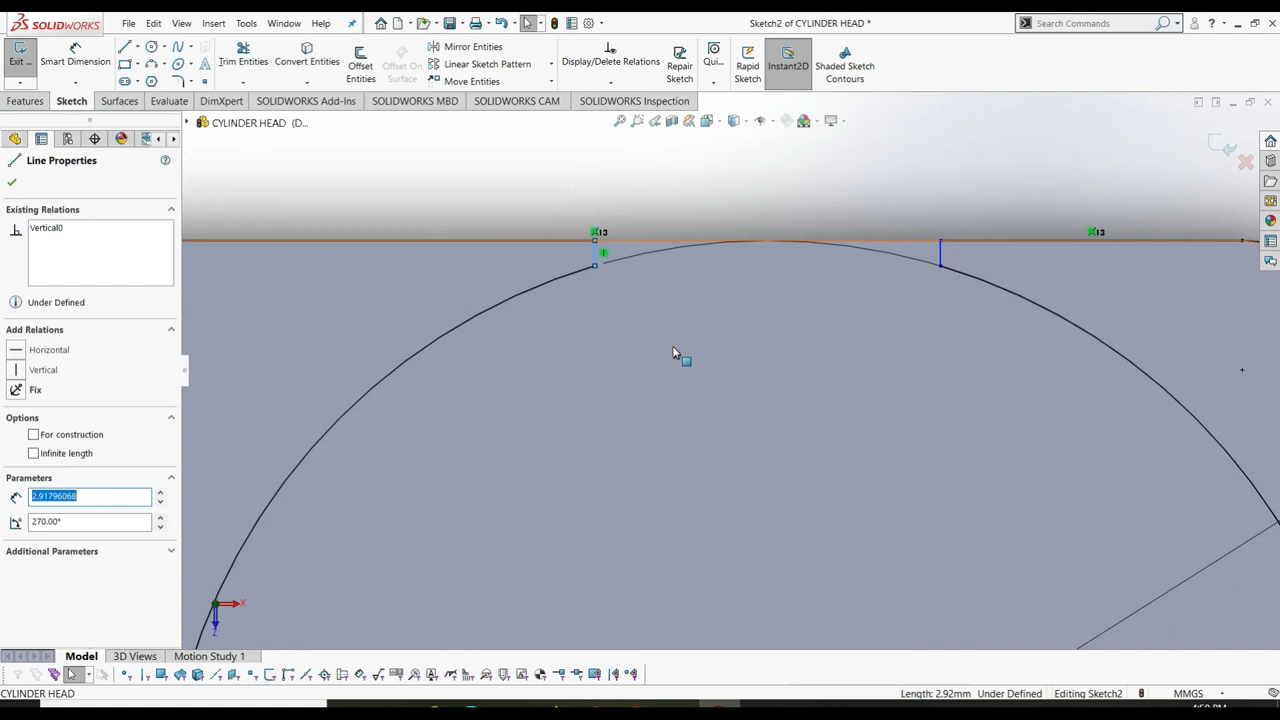 SOLIDWORKS File Edit View Insert Tools Window Help Sketch2 of CYLINDER HEAD * Search Commands
Exit ... Smart Dimension Trim Entities Convert Entities Offset Entities Offset On Surface Mirror Entities Linear Sketch Pattern Move Entities Display/Delete Relations Repair Sketch Qui... Rapid Sketch Instant2D Shaded Sketch Contours
Features Sketch Surfaces Evaluate DimXpert SOLIDWORKS Add-Ins SOLIDWORKS MBD SOLIDWORKS CAM SOLIDWORKS Inspection
CYLINDER HEAD (D...
Line Properties
Existing Relations
Vertical0
Under Defined
Add Relations
Horizontal
Vertical
Fix
Options
For construction
Infinite length
Parameters
2.91796068
270.00°
Additional Parameters
13
13
X
Z
Model 3D Views Motion Study 1
CYLINDER HEAD Length: 2.92mm Under Defined Editing Sketch2 MMGS